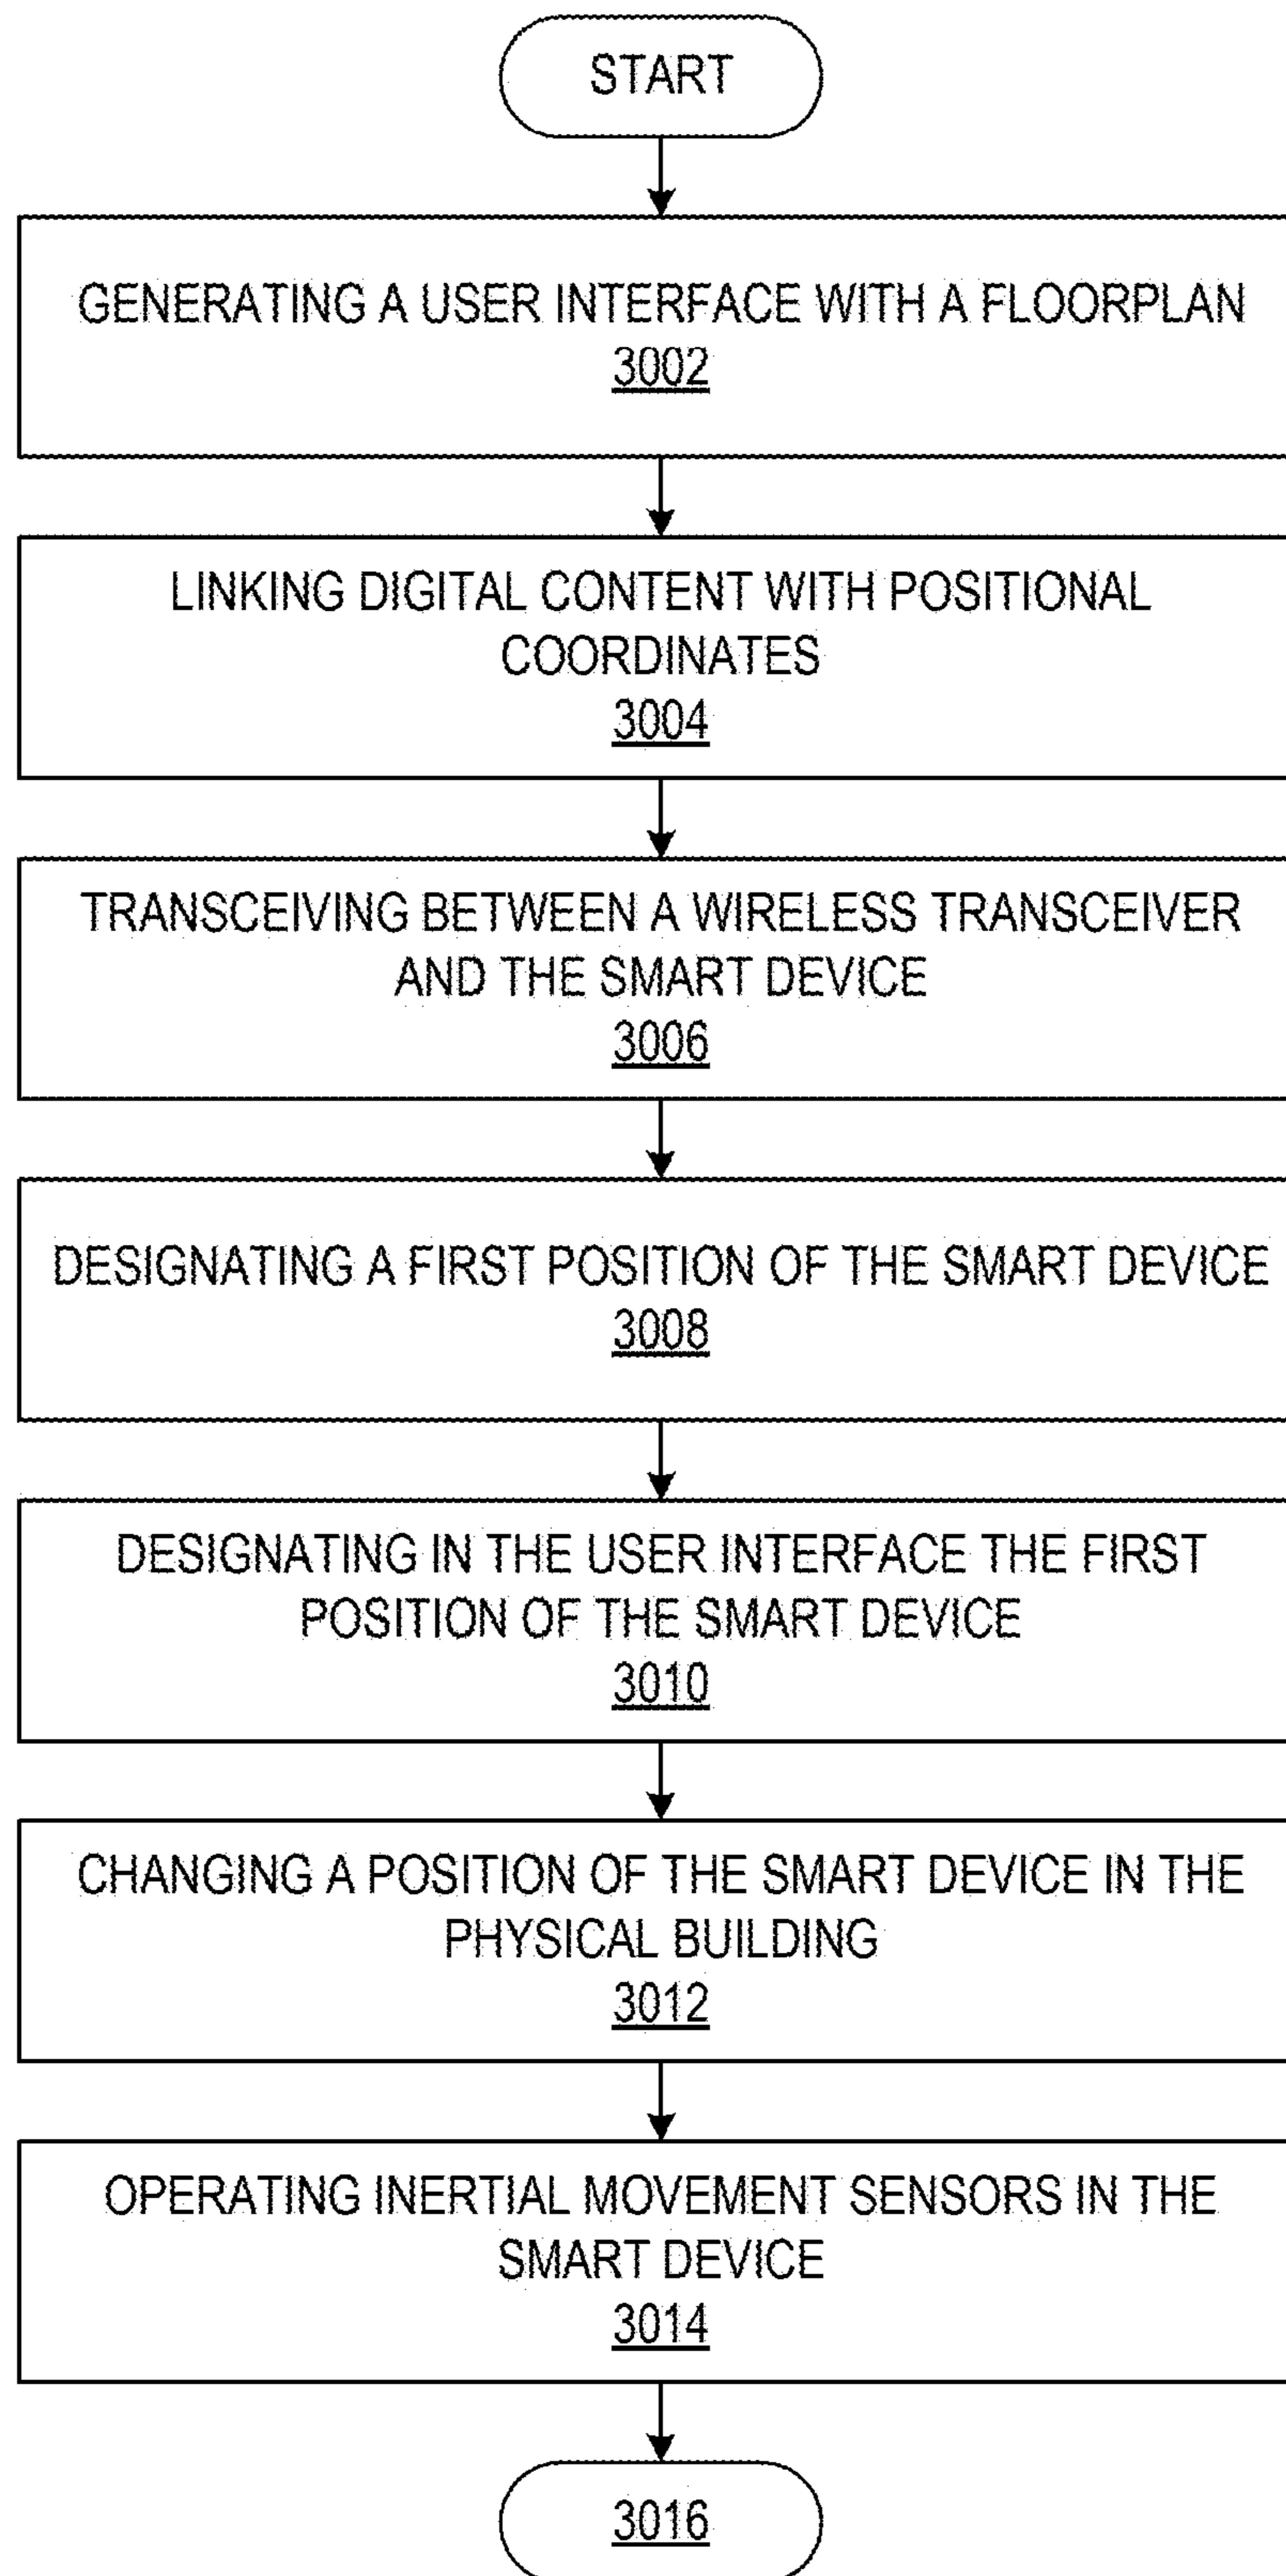 START
GENERATING A USER INTERFACE WITH A FLOORPLAN
3002
LINKING DIGITAL CONTENT WITH POSITIONAL
COORDINATES
3004
TRANSCEIVING BETWEEN A WIRELESS TRANSCEIVER
AND THE SMART DEVICE
3006
DESIGNATING A FIRST POSITION OF THE SMART DEVICE
3008
DESIGNATING IN THE USER INTERFACE THE FIRST
POSITION OF THE SMART DEVICE
3010
CHANGING A POSITION OF THE SMART DEVICE IN THE
PHYSICAL BUILDING
3012
OPERATING INERTIAL MOVEMENT SENSORS IN THE
SMART DEVICE
3014
3016